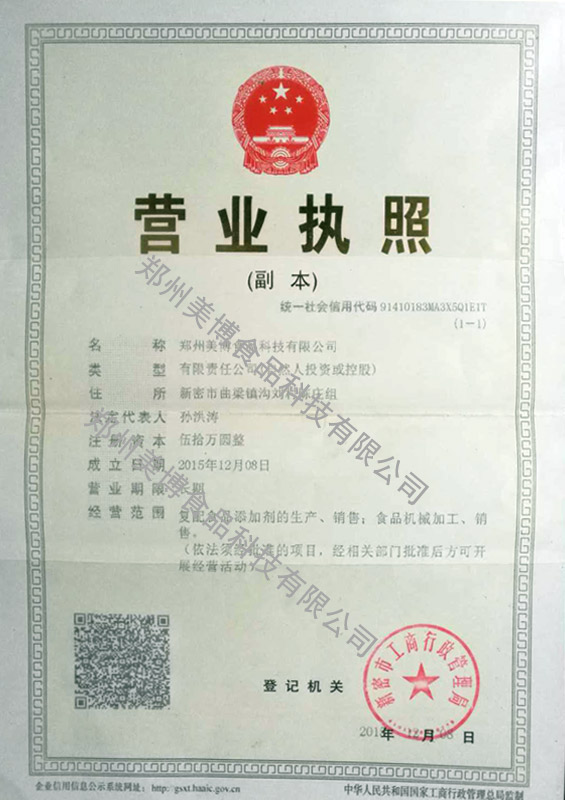 营业执照
(副 本)
统一社会信用代码 91410183MA3X5Q1E1T
(1-1)
名 称 郑州美博食品科技有限公司
类 型 有限责任公司(自然人投资或控股)
住 所 新密市曲梁镇沟刘 庄组
法定代表人 孙洪涛
注册资本 伍拾万圆整
成立日期 2015年12月08日
营业期限 长期
经营范围 复配食品添加剂的生产、销售;食品机械加工、销
售。
(依法须经批准的项目,经相关部门批准后方可开
展经营活动)
郑州美博食品科技有限公司
郑州美博食品科技有限公司
新密市工商行政管理局
登记机关
2015年 12月 08日
企业信用信息公示系统网址: http: gsxt.haaic.gov.cn
中华人民共和国国家工商行政管理总局监制